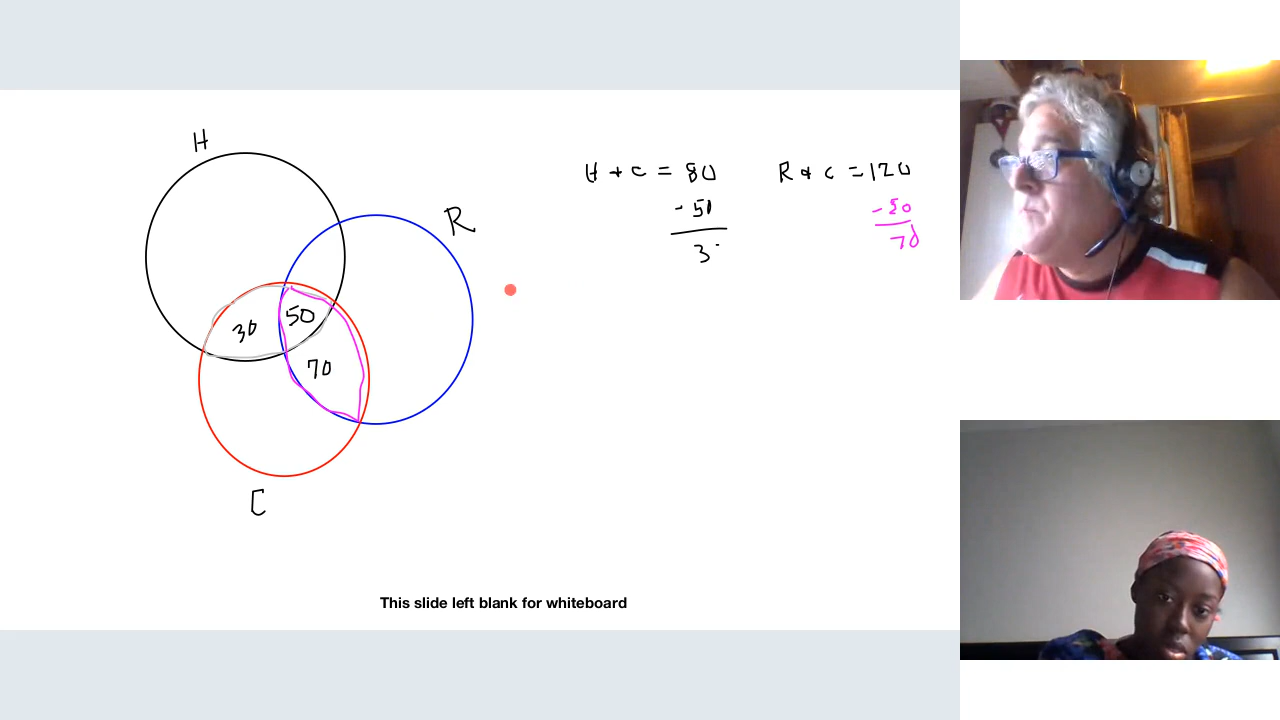 H
R
30
50
70
C
H + C = 80
- 50
3
R + C = 120
- 50
70
This slide left blank for whiteboard